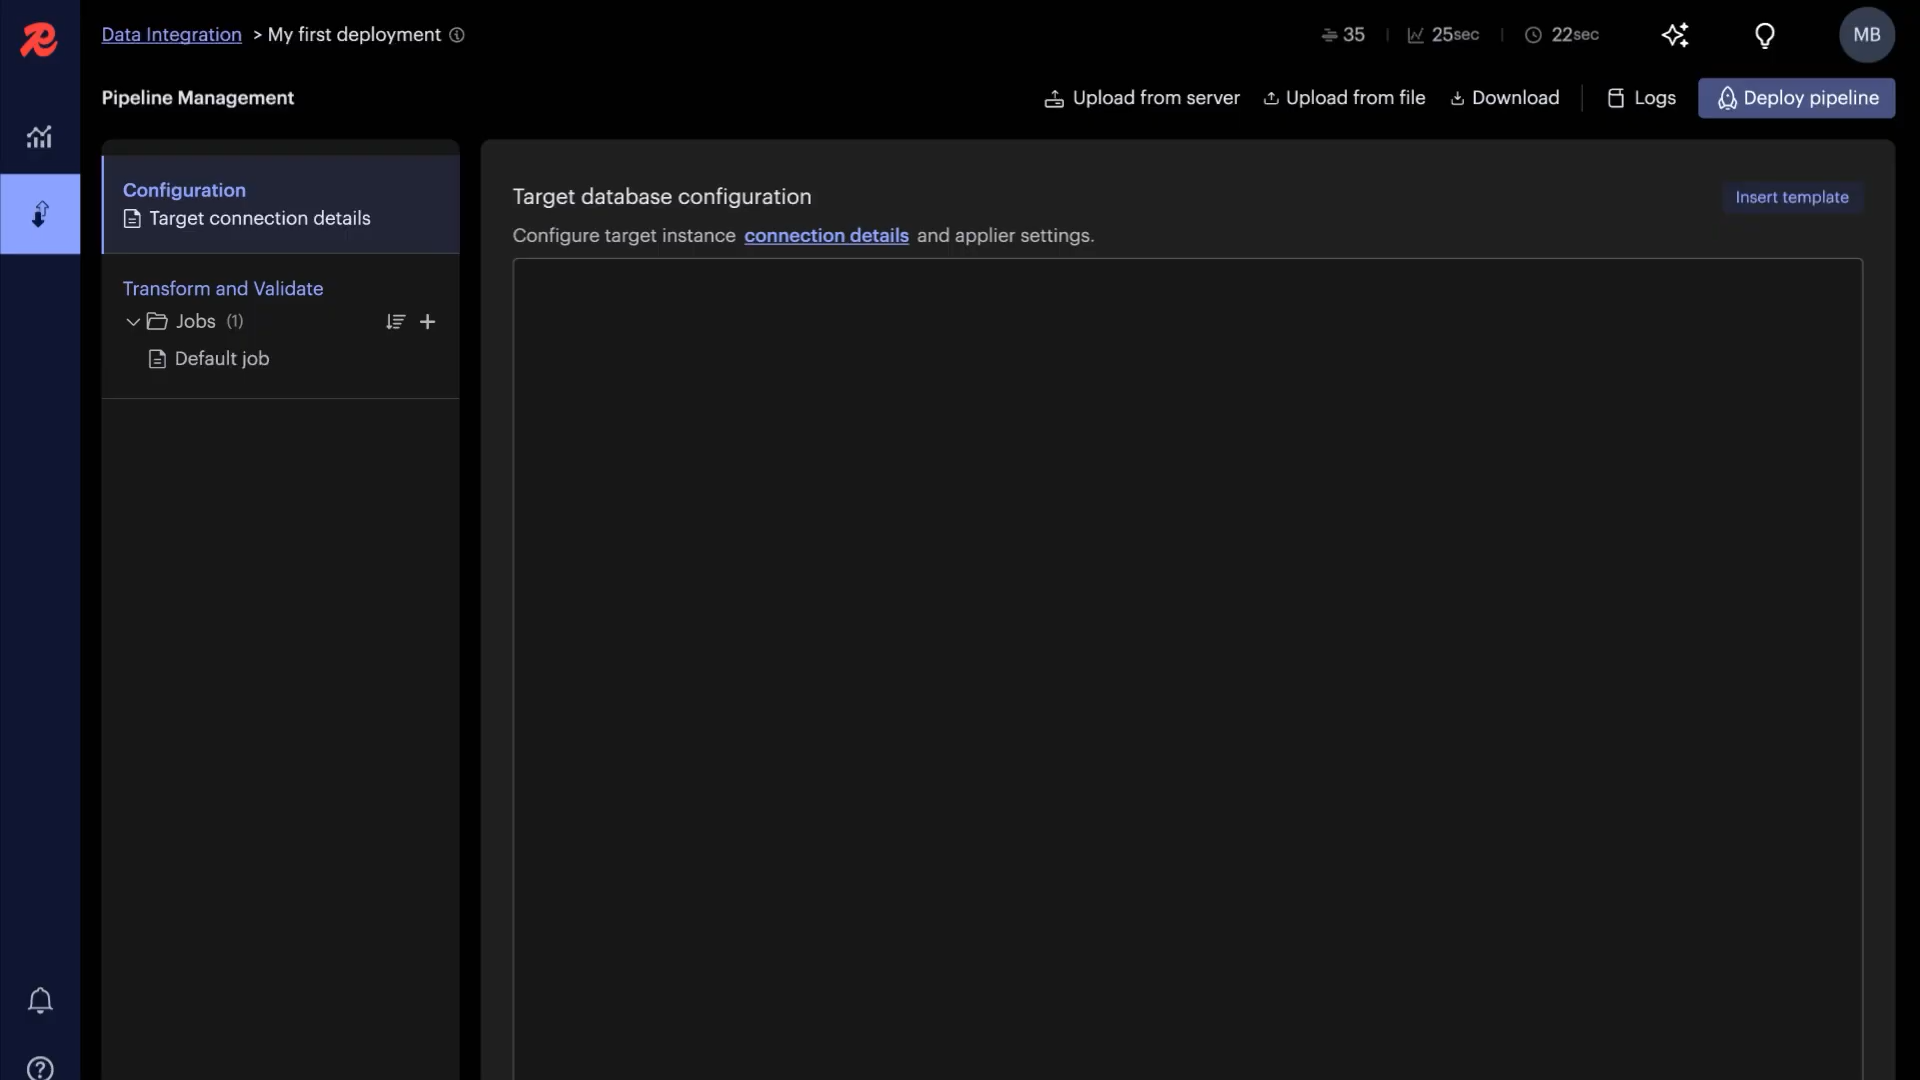 Data Integration > My first deployment
35 25sec 22sec MB
Pipeline Management
Upload from server Upload from file Download Logs Deploy pipeline
Configuration
Target connection details
Transform and Validate
Jobs (1)
Default job
Target database configuration
Insert template
Configure target instance connection details and applier settings.